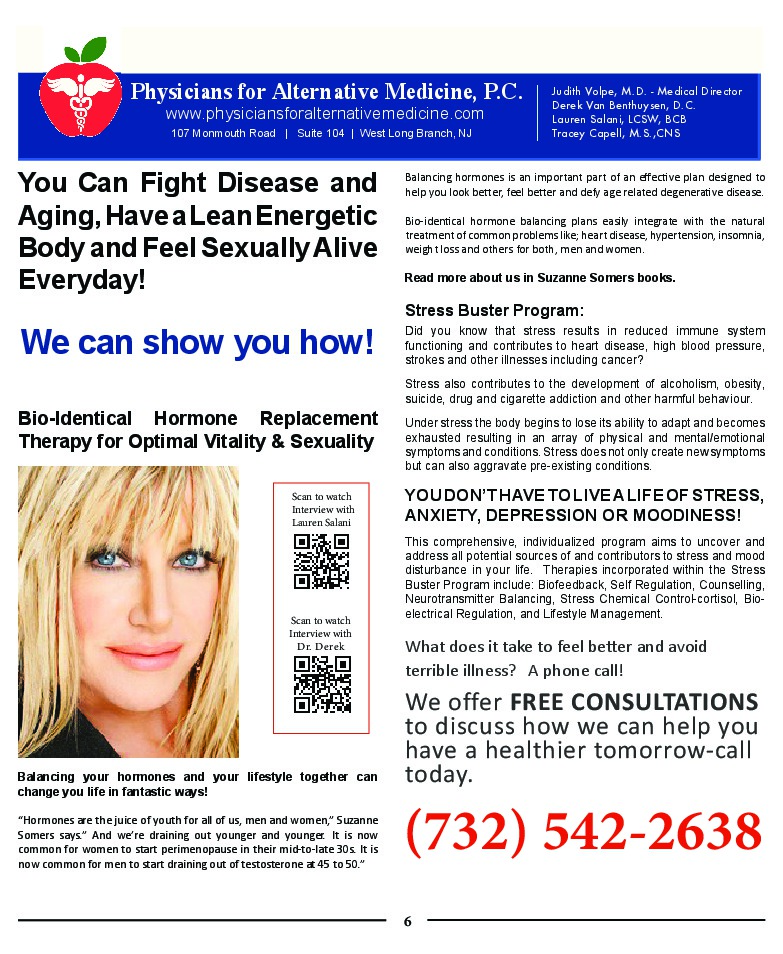 Physicians for Alternative Medicine, P.C.
www.physiciansforalternativemedicine.com
107 Monmouth Road | Suite 104 | West Long Branch, NJ
Judith Volpe, M.D. - Medical Director
Derek Van Benthuysen, D.C.
Lauren Salani, LCSW, BCB
Tracey Capell, M.S.,CNS
You Can Fight Disease and
Aging, Have a Lean Energetic
Body and Feel Sexually Alive
Everyday!
We can show you how!
Bio-Identical Hormone Replacement
Therapy for Optimal Vitality & Sexuality
Scan to watch
Interview with
Lauren Salani
Scan to watch
Interview with
Dr. Derek
Balancing your hormones and your lifestyle together can
change you life in fantastic ways!
“Hormones are the juice of youth for all of us, men and women,” Suzanne
Somers says.” And we’re draining out younger and younger. It is now
common for women to start perimenopause in their mid-to-late 30s. It is
now common for men to start draining out of testosterone at 45 to 50.”
Balancing hormones is an important part of an effective plan designed to
help you look better, feel better and defy age related degenerative disease.
Bio-identical hormone balancing plans easily integrate with the natural
treatment of common problems like; heart disease, hypertension, insomnia,
weight loss and others for both, men and women.
Read more about us in Suzanne Somers books.
Stress Buster Program:
Did you know that stress results in reduced immune system
functioning and contributes to heart disease, high blood pressure,
strokes and other illnesses including cancer?
Stress also contributes to the development of alcoholism, obesity,
suicide, drug and cigarette addiction and other harmful behaviour.
Under stress the body begins to lose its ability to adapt and becomes
exhausted resulting in an array of physical and mental/emotional
symptoms and conditions. Stress does not only create new symptoms
but can also aggravate pre-existing conditions.
YOU DON’T HAVE TO LIVE A LIFE OF STRESS,
ANXIETY, DEPRESSION OR MOODINESS!
This comprehensive, individualized program aims to uncover and
address all potential sources of and contributors to stress and mood
disturbance in your life. Therapies incorporated within the Stress
Buster Program include: Biofeedback, Self Regulation, Counselling,
Neurotransmitter Balancing, Stress Chemical Control-cortisol, Bio-
electrical Regulation, and Lifestyle Management.
What does it take to feel better and avoid
terrible illness? A phone call!
We offer FREE CONSULTATIONS
to discuss how we can help you
have a healthier tomorrow-call
today.
(732) 542-2638
6